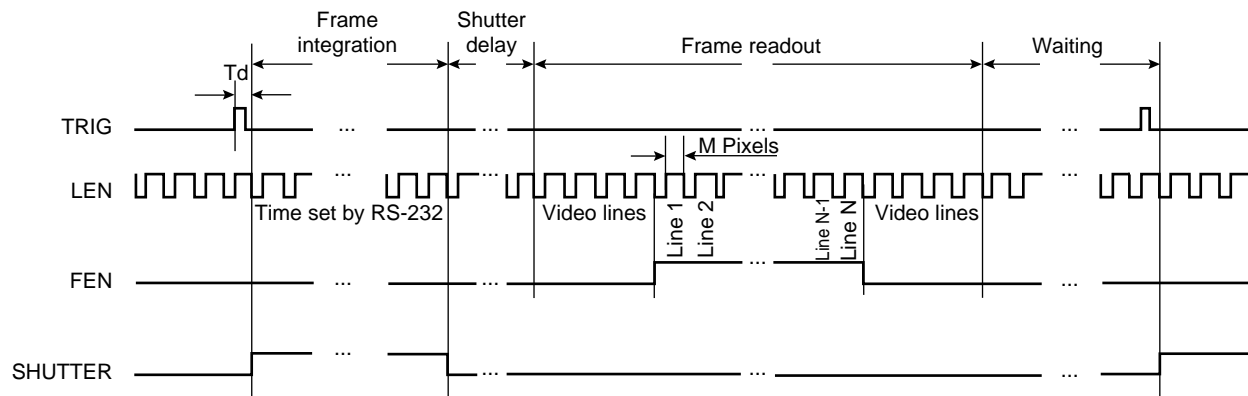 Frame
integration
Shutter
delay
Frame readout
Waiting
Td
TRIG
...
...
...
...
M Pixels
LEN
...
...
...
...
Time set by RS-232
Video lines
Line 1
Line 2
Line N-1
Line N
Video lines
FEN
...
...
...
...
SHUTTER
...
...
...
...